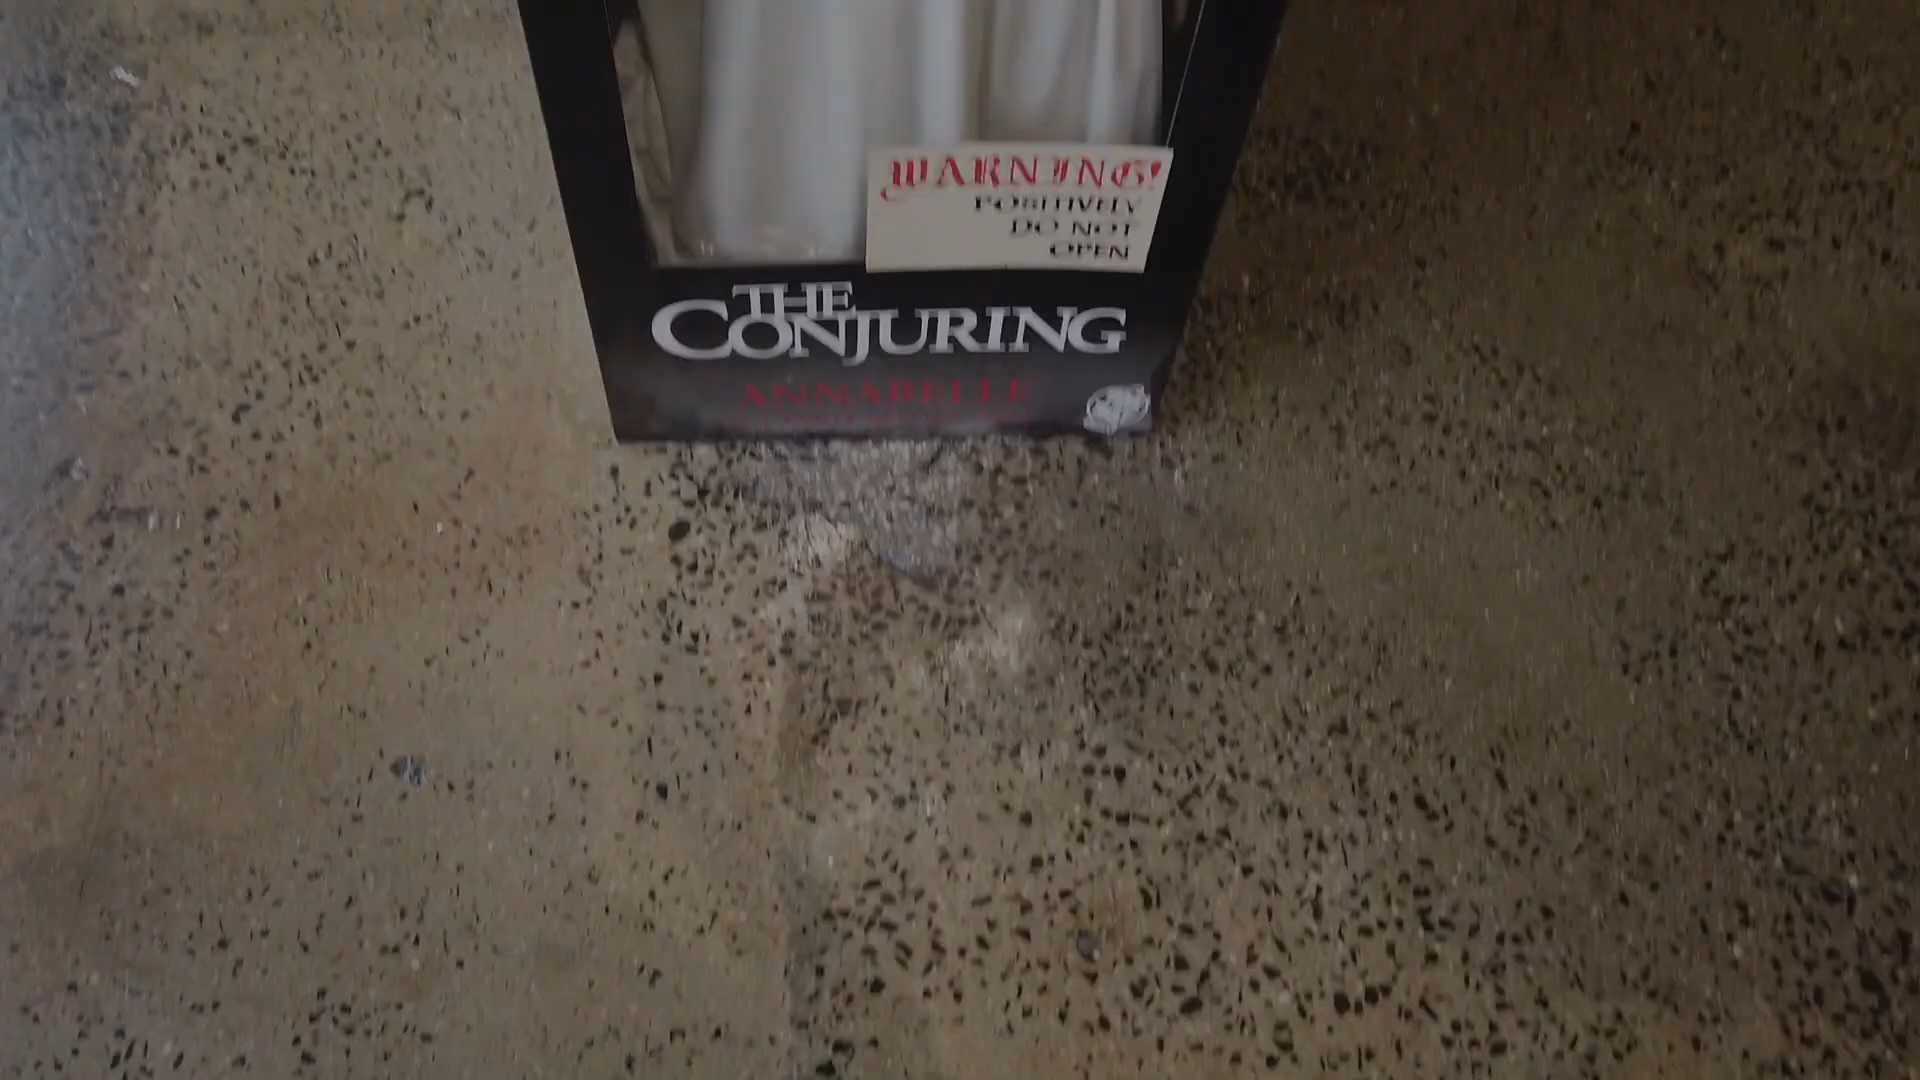 WARNING!
POSITIVELY
DO NOT
OPEN
THE
CONJURING
ANNABELLE